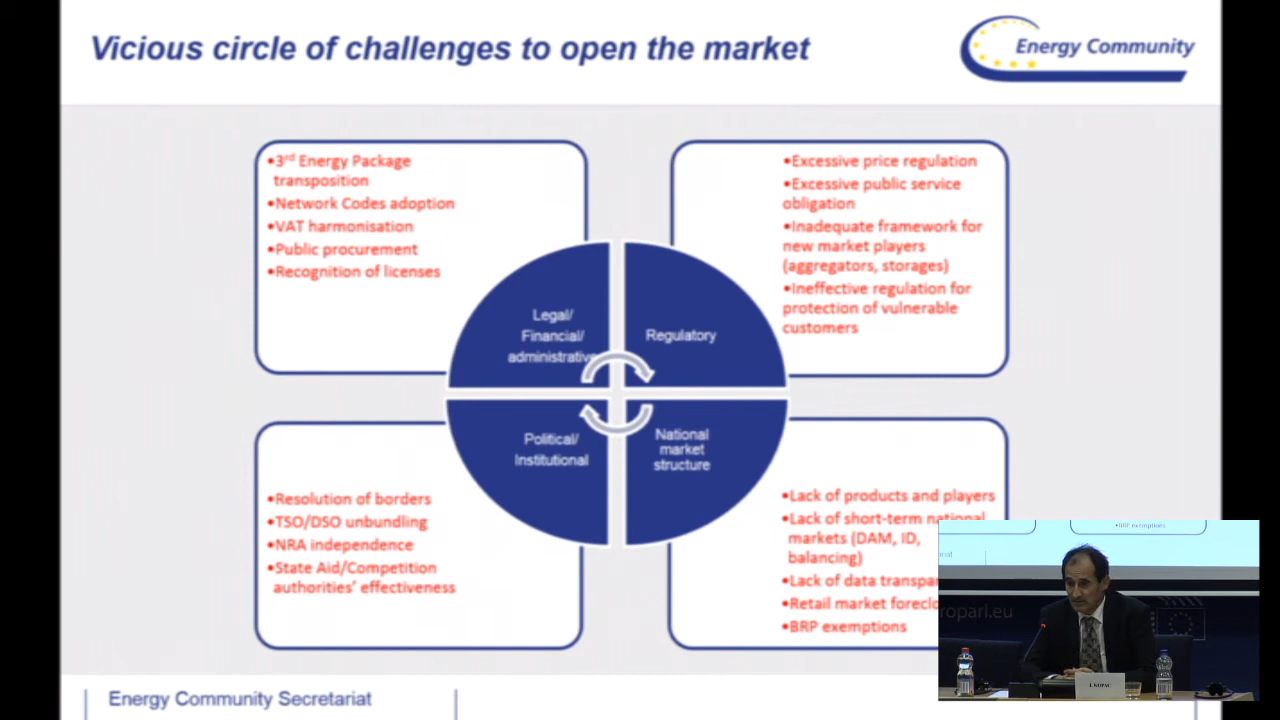 Vicious circle of challenges to open the market
Energy Community
•3rd Energy Package
transposition
•Network Codes adoption
•VAT harmonisation
•Public procurement
•Recognition of licenses
•Excessive price regulation
•Excessive public service
obligation
•Inadequate framework for
new market players
(aggregators, storages)
•Ineffective regulation for
protection of vulnerable
customers
Legal/
Financial/
administrative
Regulatory
Political/
Institutional
National
market
structure
•Resolution of borders
•TSO/DSO unbundling
•NRA independence
•State Aid/Competition
authorities' effectiveness
•Lack of products and players
•Lack of short-term national
markets (DAM, ID,
balancing)
•Lack of data transpa
•Retail market foreclo
•BRP exemptions
•BRP exemptions
onal
roparl.eu
J. KOPAC
Energy Community Secretariat